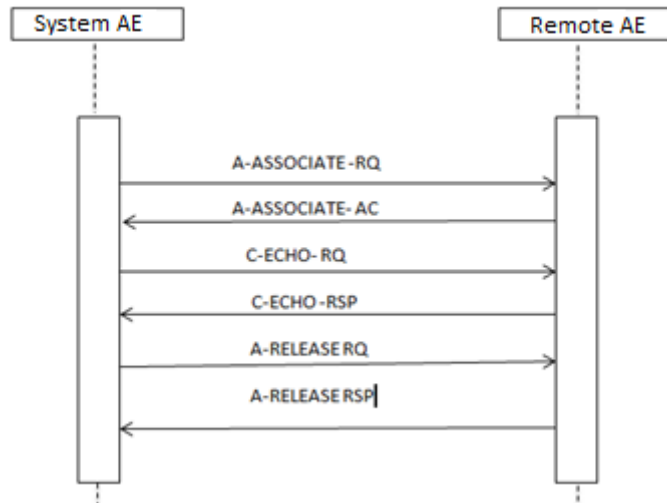 System AE
Remote AE
A-ASSOCIATE-RQ
A-ASSOCIATE- AC
C-ECHO- RQ
C-ECHO-RSP
A-RELEASE RQ
A-RELEASE RSP